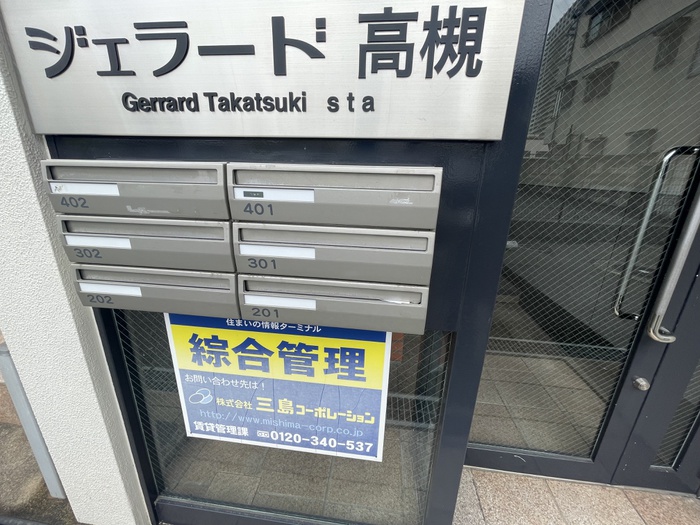 ジェラード 高槻
Gerrard Takatsuki sta
402
401
302
301
202
201
住まいの情報ターミナル
綜合管理
お問い合わせ先は!
株式会社 三島コーポレーション
http://www.mishima-corp.co.jp
賃貸管理課 0120-340-537